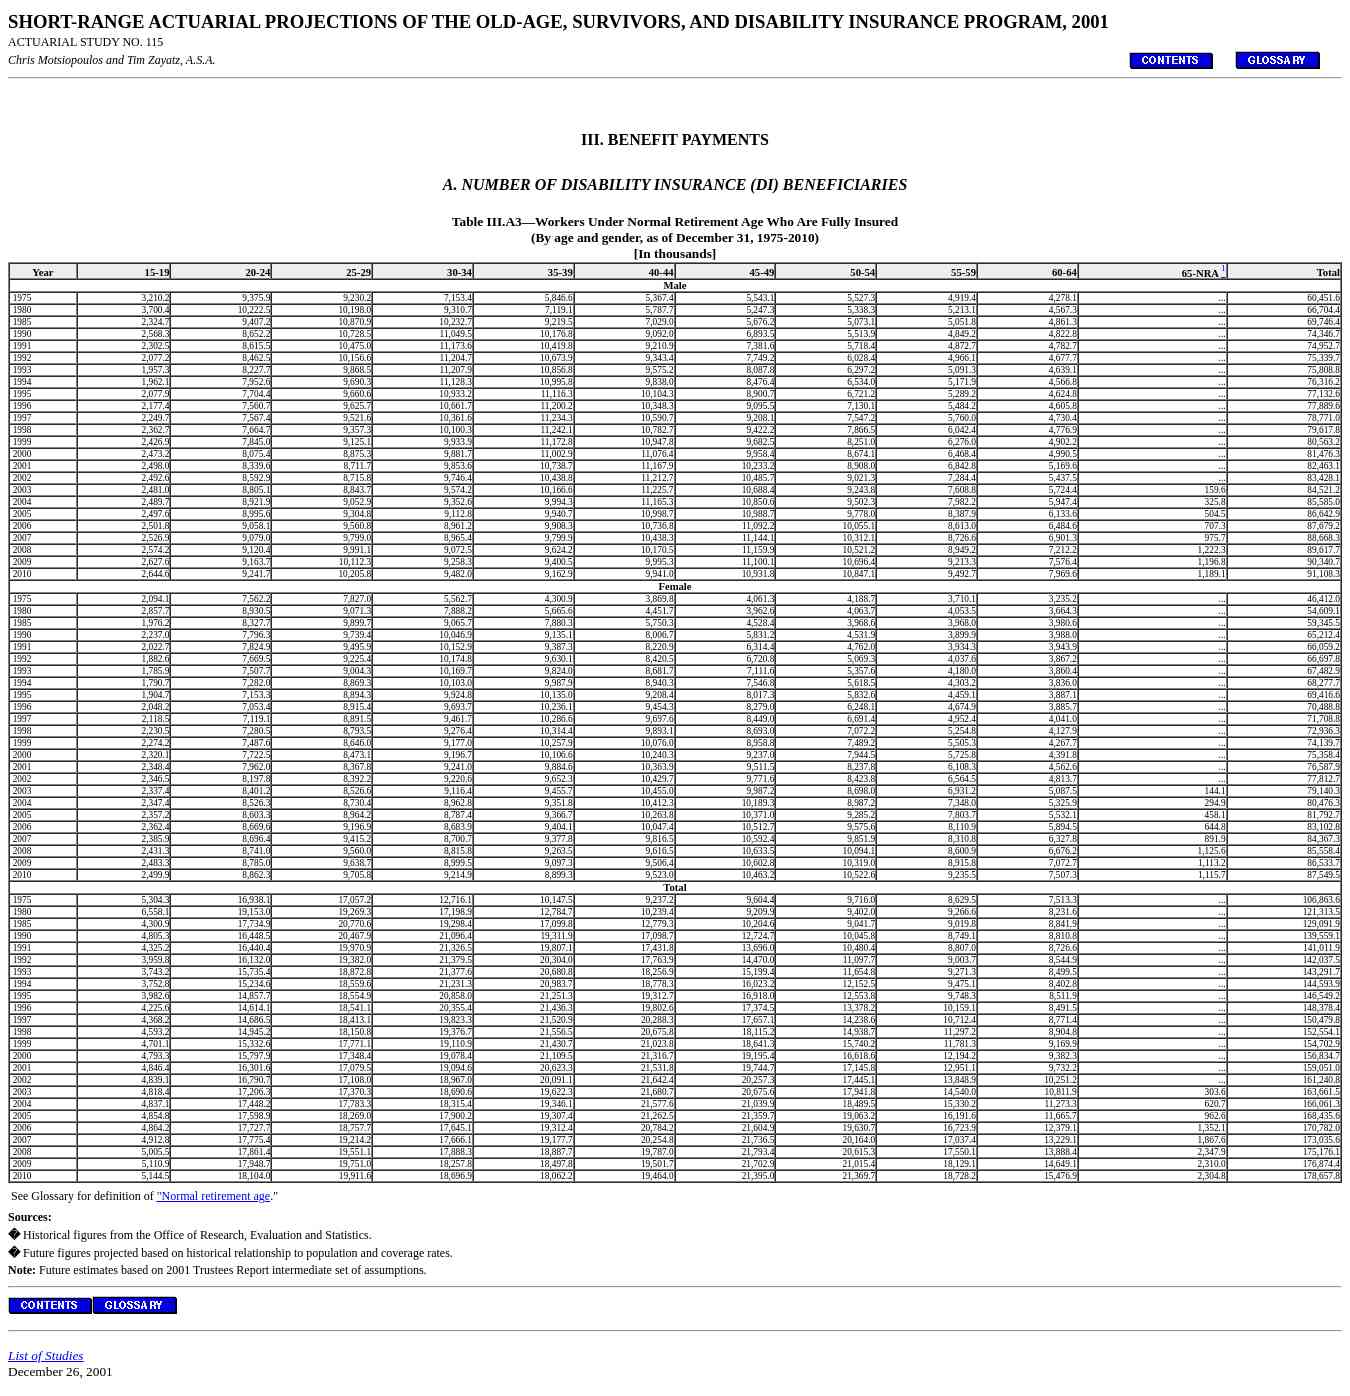 SHORT-RANGE ACTUARIAL PROJECTIONS OF THE OLD-AGE, SURVIVORS, AND DISABILITY INSURANCE PROGRAM, 2001
ACTUARIAL STUDY NO. 115
Chris Motsiopoulos and Tim Zayatz, A.S.A. CONTENTS GLOSSARY
III. BENEFIT PAYMENTS
A. NUMBER OF DISABILITY INSURANCE (DI) BENEFICIARIES
Table III.A3—Workers Under Normal Retirement Age Who Are Fully Insured
(By age and gender, as of December 31, 1975-2010)
[In thousands]
Year 15-19 20-24 25-29 30-34 35-39 40-44 45-49 50-54 55-59 60-64 65-NRA 1 Total
Male
1975 3,210.2 9,375.9 9,230.2 7,153.4 5,846.6 5,367.4 5,543.1 5,527.3 4,919.4 4,278.1 ... 60,451.6
1980 3,700.4 10,222.5 10,198.0 9,310.7 7,119.1 5,787.7 5,247.3 5,338.3 5,213.1 4,567.3 ... 66,704.4
1985 2,324.7 9,407.2 10,870.9 10,232.7 9,219.5 7,029.0 5,676.2 5,073.1 5,051.8 4,861.3 ... 69,746.4
1990 2,568.3 8,652.2 10,728.5 11,049.5 10,176.8 9,092.0 6,893.5 5,513.9 4,849.2 4,822.8 ... 74,346.7
1991 2,302.5 8,615.5 10,475.0 11,173.6 10,419.8 9,210.9 7,381.6 5,718.4 4,872.7 4,782.7 ... 74,952.7
1992 2,077.2 8,462.5 10,156.6 11,204.7 10,673.9 9,343.4 7,749.2 6,028.4 4,966.1 4,677.7 ... 75,339.7
1993 1,957.3 8,227.7 9,868.5 11,207.9 10,856.8 9,575.2 8,087.8 6,297.2 5,091.3 4,639.1 ... 75,808.8
1994 1,962.1 7,952.6 9,690.3 11,128.3 10,995.8 9,838.0 8,476.4 6,534.0 5,171.9 4,566.8 ... 76,316.2
1995 2,077.9 7,704.4 9,660.6 10,933.2 11,116.3 10,104.3 8,900.7 6,721.2 5,289.2 4,624.8 ... 77,132.6
1996 2,177.4 7,560.7 9,625.7 10,661.7 11,200.2 10,348.3 9,095.5 7,130.1 5,484.2 4,605.8 ... 77,889.6
1997 2,249.7 7,567.4 9,521.6 10,361.6 11,234.3 10,590.7 9,208.1 7,547.2 5,760.0 4,730.4 ... 78,771.0
1998 2,362.7 7,664.7 9,357.3 10,100.3 11,242.1 10,782.7 9,422.2 7,866.5 6,042.4 4,776.9 ... 79,617.8
1999 2,426.9 7,845.0 9,125.1 9,933.9 11,172.8 10,947.8 9,682.5 8,251.0 6,276.0 4,902.2 ... 80,563.2
2000 2,473.2 8,075.4 8,875.3 9,881.7 11,002.9 11,076.4 9,958.4 8,674.1 6,468.4 4,990.5 ... 81,476.3
2001 2,498.0 8,339.6 8,711.7 9,853.6 10,738.7 11,167.9 10,233.2 8,908.0 6,842.8 5,169.6 ... 82,463.1
2002 2,492.6 8,592.9 8,715.8 9,746.4 10,438.8 11,212.7 10,485.7 9,021.3 7,284.4 5,437.5 ... 83,428.1
2003 2,481.0 8,805.1 8,843.7 9,574.2 10,166.6 11,225.7 10,688.4 9,243.8 7,608.8 5,724.4 159.6 84,521.2
2004 2,489.7 8,921.9 9,052.9 9,352.6 9,994.3 11,165.3 10,850.6 9,502.3 7,982.2 5,947.4 325.8 85,585.0
2005 2,497.6 8,995.6 9,304.8 9,112.8 9,940.7 10,998.7 10,988.7 9,778.0 8,387.9 6,133.6 504.5 86,642.9
2006 2,501.8 9,058.1 9,560.8 8,961.2 9,908.3 10,736.8 11,092.2 10,055.1 8,613.0 6,484.6 707.3 87,679.2
2007 2,526.9 9,079.0 9,799.0 8,965.4 9,799.9 10,438.3 11,144.1 10,312.1 8,726.6 6,901.3 975.7 88,668.3
2008 2,574.2 9,120.4 9,991.1 9,072.5 9,624.2 10,170.5 11,159.9 10,521.2 8,949.2 7,212.2 1,222.3 89,617.7
2009 2,627.6 9,163.7 10,112.3 9,258.3 9,400.5 9,995.3 11,100.1 10,696.4 9,213.3 7,576.4 1,196.8 90,340.7
2010 2,644.6 9,241.7 10,205.8 9,482.0 9,162.9 9,941.0 10,931.8 10,847.1 9,492.7 7,969.6 1,189.1 91,108.3
Female
1975 2,094.1 7,562.2 7,827.0 5,562.7 4,300.9 3,869.8 4,061.3 4,188.7 3,710.1 3,235.2 ... 46,412.0
1980 2,857.7 8,930.5 9,071.3 7,888.2 5,665.6 4,451.7 3,962.6 4,063.7 4,053.5 3,664.3 ... 54,609.1
1985 1,976.2 8,327.7 9,899.7 9,065.7 7,880.3 5,750.3 4,528.4 3,968.6 3,968.0 3,980.6 ... 59,345.5
1990 2,237.0 7,796.3 9,739.4 10,046.9 9,135.1 8,006.7 5,831.2 4,531.9 3,899.9 3,988.0 ... 65,212.4
1991 2,022.7 7,824.9 9,495.9 10,152.9 9,387.3 8,220.9 6,314.4 4,762.0 3,934.3 3,943.9 ... 66,059.2
1992 1,882.6 7,669.5 9,225.4 10,174.8 9,630.1 8,420.5 6,720.8 5,069.3 4,037.6 3,867.2 ... 66,697.8
1993 1,785.9 7,507.7 9,004.3 10,169.7 9,824.0 8,681.7 7,111.6 5,357.6 4,180.0 3,860.4 ... 67,482.9
1994 1,790.7 7,282.0 8,869.3 10,103.0 9,987.9 8,940.3 7,546.8 5,618.5 4,303.2 3,836.0 ... 68,277.7
1995 1,904.7 7,153.3 8,894.3 9,924.8 10,135.0 9,208.4 8,017.3 5,832.6 4,459.1 3,887.1 ... 69,416.6
1996 2,048.2 7,053.4 8,915.4 9,693.7 10,236.1 9,454.3 8,279.0 6,248.1 4,674.9 3,885.7 ... 70,488.8
1997 2,118.5 7,119.1 8,891.5 9,461.7 10,286.6 9,697.6 8,449.0 6,691.4 4,952.4 4,041.0 ... 71,708.8
1998 2,230.5 7,280.5 8,793.5 9,276.4 10,314.4 9,893.1 8,693.0 7,072.2 5,254.8 4,127.9 ... 72,936.3
1999 2,274.2 7,487.6 8,646.0 9,177.0 10,257.9 10,076.0 8,958.8 7,489.2 5,505.3 4,267.7 ... 74,139.7
2000 2,320.1 7,722.5 8,473.1 9,196.7 10,106.6 10,240.3 9,237.0 7,944.5 5,725.8 4,391.8 ... 75,358.4
2001 2,348.4 7,962.0 8,367.8 9,241.0 9,884.6 10,363.9 9,511.5 8,237.8 6,108.3 4,562.6 ... 76,587.9
2002 2,346.5 8,197.8 8,392.2 9,220.6 9,652.3 10,429.7 9,771.6 8,423.8 6,564.5 4,813.7 ... 77,812.7
2003 2,337.4 8,401.2 8,526.6 9,116.4 9,455.7 10,455.0 9,987.2 8,698.0 6,931.2 5,087.5 144.1 79,140.3
2004 2,347.4 8,526.3 8,730.4 8,962.8 9,351.8 10,412.3 10,189.3 8,987.2 7,348.0 5,325.9 294.9 80,476.3
2005 2,357.2 8,603.3 8,964.2 8,787.4 9,366.7 10,263.8 10,371.0 9,285.2 7,803.7 5,532.1 458.1 81,792.7
2006 2,362.4 8,669.6 9,196.9 8,683.9 9,404.1 10,047.4 10,512.7 9,575.6 8,110.9 5,894.5 644.8 83,102.8
2007 2,385.9 8,696.4 9,415.2 8,700.7 9,377.8 9,816.5 10,592.4 9,851.9 8,310.8 6,327.8 891.9 84,367.3
2008 2,431.3 8,741.0 9,560.0 8,815.8 9,263.5 9,616.5 10,633.5 10,094.1 8,600.9 6,676.2 1,125.6 85,558.4
2009 2,483.3 8,785.0 9,638.7 8,999.5 9,097.3 9,506.4 10,602.8 10,319.0 8,915.8 7,072.7 1,113.2 86,533.7
2010 2,499.9 8,862.3 9,705.8 9,214.9 8,899.3 9,523.0 10,463.2 10,522.6 9,235.5 7,507.3 1,115.7 87,549.5
Total
1975 5,304.3 16,938.1 17,057.2 12,716.1 10,147.5 9,237.2 9,604.4 9,716.0 8,629.5 7,513.3 ... 106,863.6
1980 6,558.1 19,153.0 19,269.3 17,198.9 12,784.7 10,239.4 9,209.9 9,402.0 9,266.6 8,231.6 ... 121,313.5
1985 4,300.9 17,734.9 20,770.6 19,298.4 17,099.8 12,779.3 10,204.6 9,041.7 9,019.8 8,841.9 ... 129,091.9
1990 4,805.3 16,448.5 20,467.9 21,096.4 19,311.9 17,098.7 12,724.7 10,045.8 8,749.1 8,810.8 ... 139,559.1
1991 4,325.2 16,440.4 19,970.9 21,326.5 19,807.1 17,431.8 13,696.0 10,480.4 8,807.0 8,726.6 ... 141,011.9
1992 3,959.8 16,132.0 19,382.0 21,379.5 20,304.0 17,763.9 14,470.0 11,097.7 9,003.7 8,544.9 ... 142,037.5
1993 3,743.2 15,735.4 18,872.8 21,377.6 20,680.8 18,256.9 15,199.4 11,654.8 9,271.3 8,499.5 ... 143,291.7
1994 3,752.8 15,234.6 18,559.6 21,231.3 20,983.7 18,778.3 16,023.2 12,152.5 9,475.1 8,402.8 ... 144,593.9
1995 3,982.6 14,857.7 18,554.9 20,858.0 21,251.3 19,312.7 16,918.0 12,553.8 9,748.3 8,511.9 ... 146,549.2
1996 4,225.6 14,614.1 18,541.1 20,355.4 21,436.3 19,802.6 17,374.5 13,378.2 10,159.1 8,491.5 ... 148,378.4
1997 4,368.2 14,686.5 18,413.1 19,823.3 21,520.9 20,288.3 17,657.1 14,238.6 10,712.4 8,771.4 ... 150,479.8
1998 4,593.2 14,945.2 18,150.8 19,376.7 21,556.5 20,675.8 18,115.2 14,938.7 11,297.2 8,904.8 ... 152,554.1
1999 4,701.1 15,332.6 17,771.1 19,110.9 21,430.7 21,023.8 18,641.3 15,740.2 11,781.3 9,169.9 ... 154,702.9
2000 4,793.3 15,797.9 17,348.4 19,078.4 21,109.5 21,316.7 19,195.4 16,618.6 12,194.2 9,382.3 ... 156,834.7
2001 4,846.4 16,301.6 17,079.5 19,094.6 20,623.3 21,531.8 19,744.7 17,145.8 12,951.1 9,732.2 ... 159,051.0
2002 4,839.1 16,790.7 17,108.0 18,967.0 20,091.1 21,642.4 20,257.3 17,445.1 13,848.9 10,251.2 ... 161,240.8
2003 4,818.4 17,206.3 17,370.3 18,690.6 19,622.3 21,680.7 20,675.6 17,941.8 14,540.0 10,811.9 303.6 163,661.5
2004 4,837.1 17,448.2 17,783.3 18,315.4 19,346.1 21,577.6 21,039.9 18,489.5 15,330.2 11,273.3 620.7 166,061.3
2005 4,854.8 17,598.9 18,269.0 17,900.2 19,307.4 21,262.5 21,359.7 19,063.2 16,191.6 11,665.7 962.6 168,435.6
2006 4,864.2 17,727.7 18,757.7 17,645.1 19,312.4 20,784.2 21,604.9 19,630.7 16,723.9 12,379.1 1,352.1 170,782.0
2007 4,912.8 17,775.4 19,214.2 17,666.1 19,177.7 20,254.8 21,736.5 20,164.0 17,037.4 13,229.1 1,867.6 173,035.6
2008 5,005.5 17,861.4 19,551.1 17,888.3 18,887.7 19,787.0 21,793.4 20,615.3 17,550.1 13,888.4 2,347.9 175,176.1
2009 5,110.9 17,948.7 19,751.0 18,257.8 18,497.8 19,501.7 21,702.9 21,015.4 18,129.1 14,649.1 2,310.0 176,874.4
2010 5,144.5 18,104.0 19,911.6 18,696.9 18,062.2 19,464.0 21,395.0 21,369.7 18,728.2 15,476.9 2,304.8 178,657.8
See Glossary for definition of "Normal retirement age."
Sources:
� Historical figures from the Office of Research, Evaluation and Statistics.
� Future figures projected based on historical relationship to population and coverage rates.
Note: Future estimates based on 2001 Trustees Report intermediate set of assumptions.
CONTENTS GLOSSARY
List of Studies
December 26, 2001